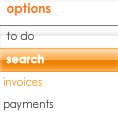 options
to do
search
invoices
payments